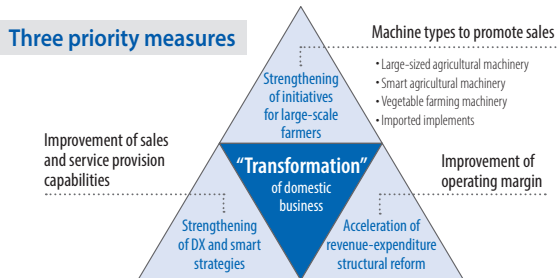 Three priority measures
Machine types to promote sales
• Large-sized agricultural machinery
• Smart agricultural machinery
• Vegetable farming machinery
• Imported implements
Strengthening
of initiatives
for large-scale
farmers
Improvement of sales
and service provision
capabilities
"Transformation"
of domestic
business
Improvement of
operating margin
Strengthening
of DX and smart
strategies
Acceleration of
revenue-expenditure
structural reform